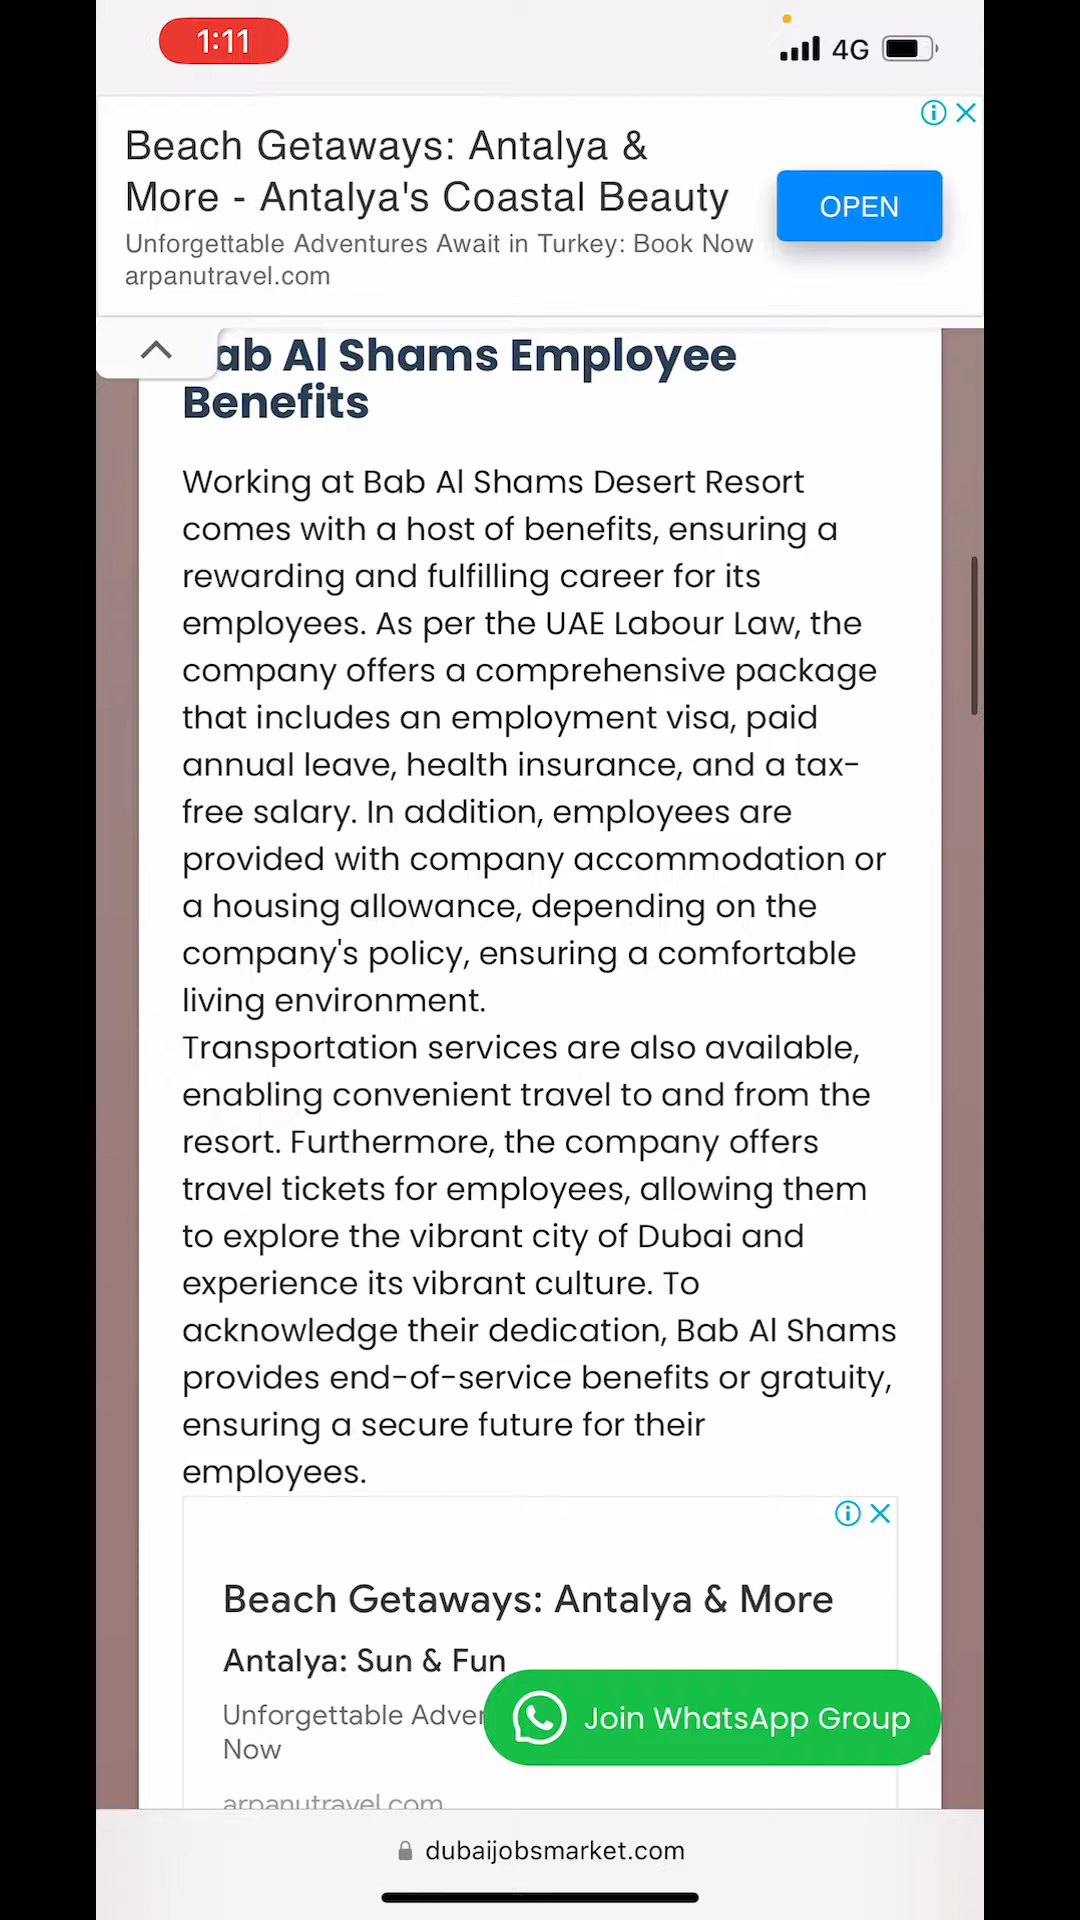 1:11
4G
Beach Getaways: Antalya &
More - Antalya's Coastal Beauty
Unforgettable Adventures Await in Turkey: Book Now
arpanutravel.com
OPEN
ab Al Shams Employee
Benefits
Working at Bab Al Shams Desert Resort
comes with a host of benefits, ensuring a
rewarding and fulfilling career for its
employees. As per the UAE Labour Law, the
company offers a comprehensive package
that includes an employment visa, paid
annual leave, health insurance, and a tax-
free salary. In addition, employees are
provided with company accommodation or
a housing allowance, depending on the
company's policy, ensuring a comfortable
living environment.
Transportation services are also available,
enabling convenient travel to and from the
resort. Furthermore, the company offers
travel tickets for employees, allowing them
to explore the vibrant city of Dubai and
experience its vibrant culture. To
acknowledge their dedication, Bab Al Shams
provides end-of-service benefits or gratuity,
ensuring a secure future for their
employees.
Beach Getaways: Antalya & More
Antalya: Sun & Fun
Unforgettable Adver
Now
Join WhatsApp Group
arpanutravel.com
dubaijobsmarket.com